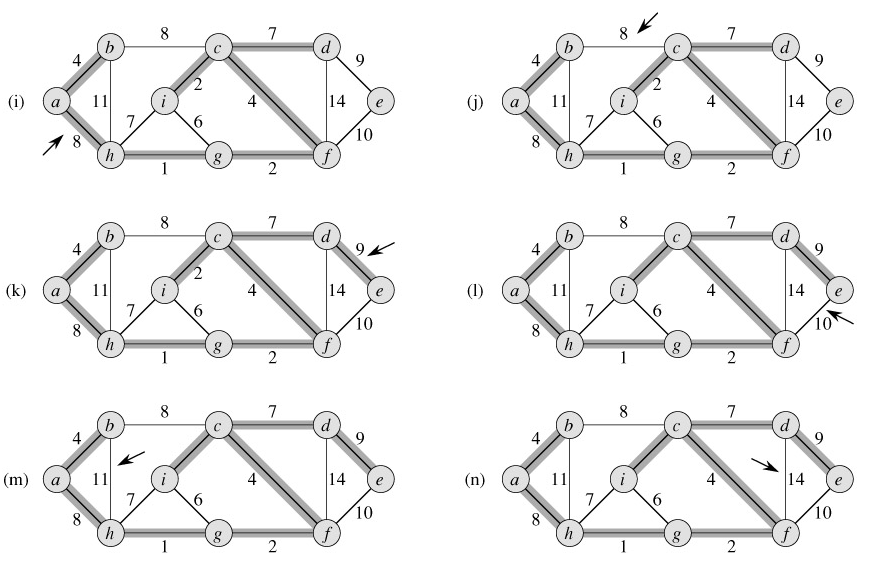 8 7
b c d
4 9
2
(i) a 11 i 4 14 e
7 6
8 10
h g f
1 2
8 7
b c d
4 9
2
(j) a 11 i 4 14 e
7 6
8 10
h g f
1 2
8 7
b c d
4 9
2
(k) a 11 i 4 14 e
7 6
8 10
h g f
1 2
8 7
b c d
4 9
(l) a 11 i 4 14 e
7 6
8 10
h g f
1 2
8 7
b c d
4 9
(m) a 11 i 4 14 e
7 6
8 10
h g f
1 2
8 7
b c d
4 9
(n) a 11 i 4 14 e
7 6
8 10
h g f
1 2